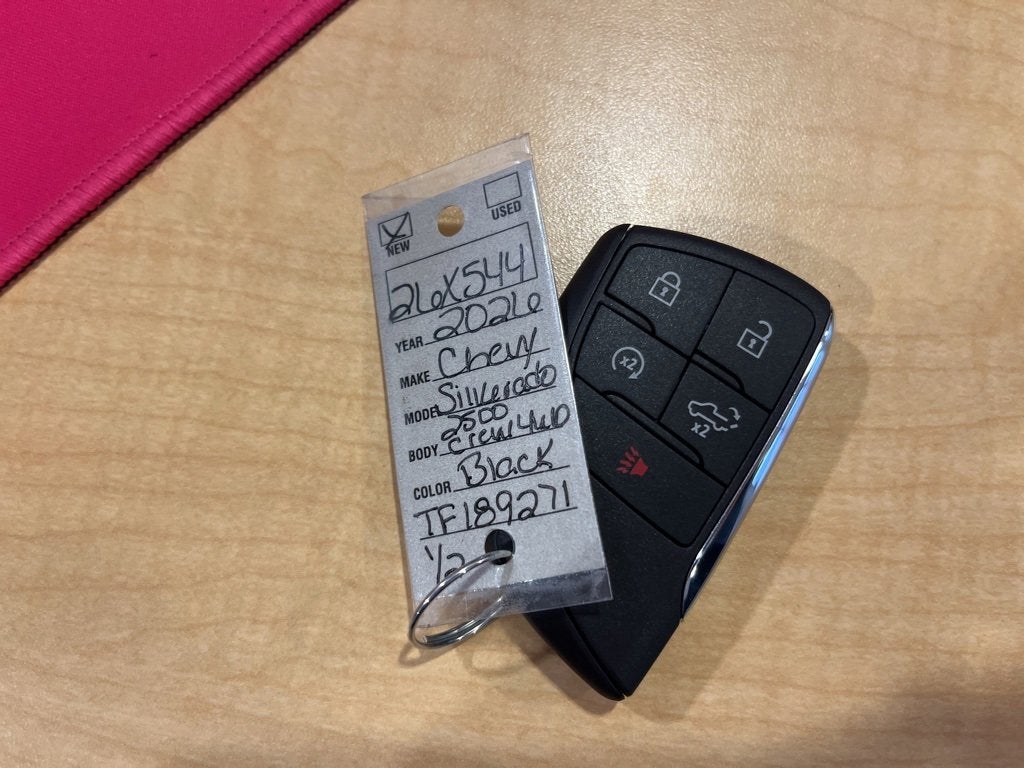 NEW
USED
26X544
YEAR 2026
MAKE Chevy
MODEL Silverado
2500
BODY Crew 4WD
COLOR Black
TF189271
1/2
x2
x2